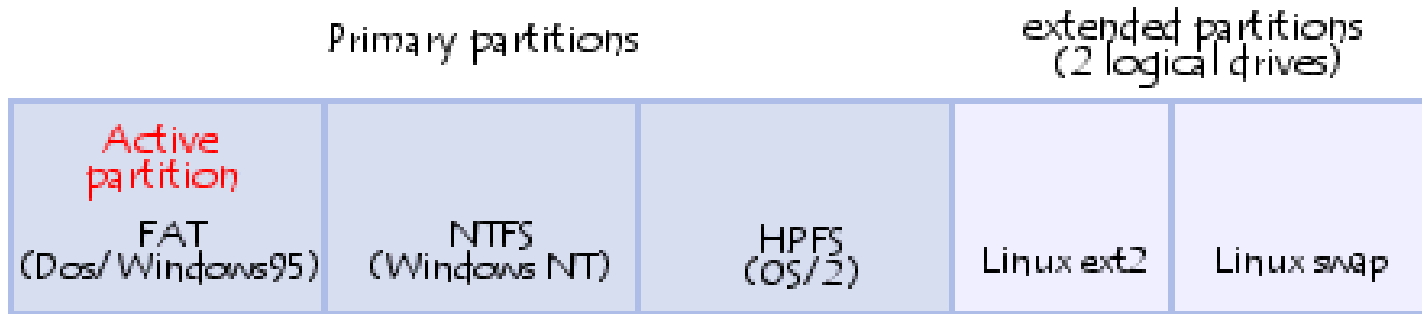 Primary partitions
extended partitions
(2 logical drives)
Active
partition
FAT
(Dos/Windows95)
NTFS
(Windows NT)
HPFS
(OS/2)
Linux ext2
Linux swap